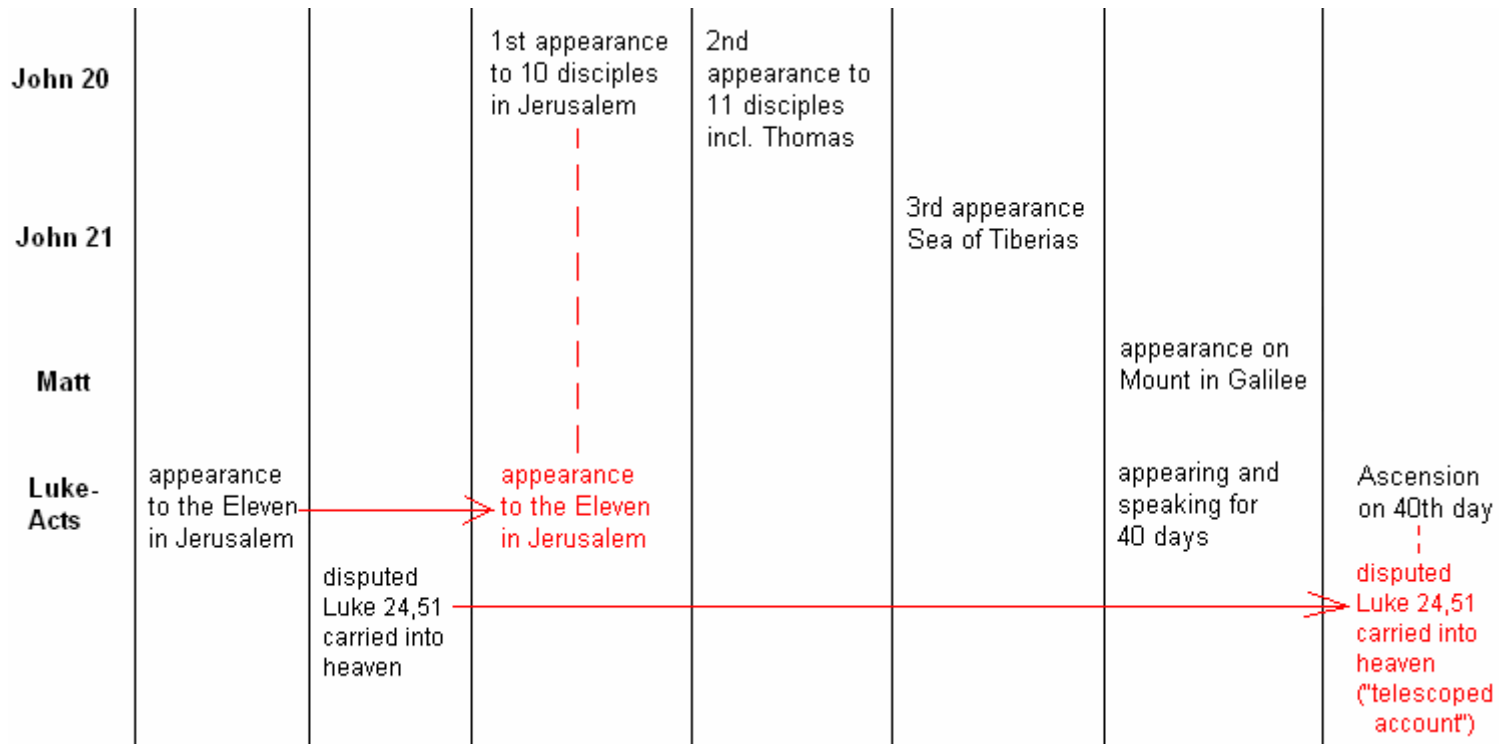 John 20
1st appearance
to 10 disciples
in Jerusalem
2nd
appearance to
11 disciples
incl. Thomas
John 21
3rd appearance
Sea of Tiberias
Matt
appearance on
Mount in Galilee
Luke-
Acts
appearance
to the Eleven
in Jerusalem
disputed
Luke 24,51
carried into
heaven
appearance
to the Eleven
in Jerusalem
appearing and
speaking for
40 days
Ascension
on 40th day
disputed
Luke 24,51
carried into
heaven
("telescoped
account")